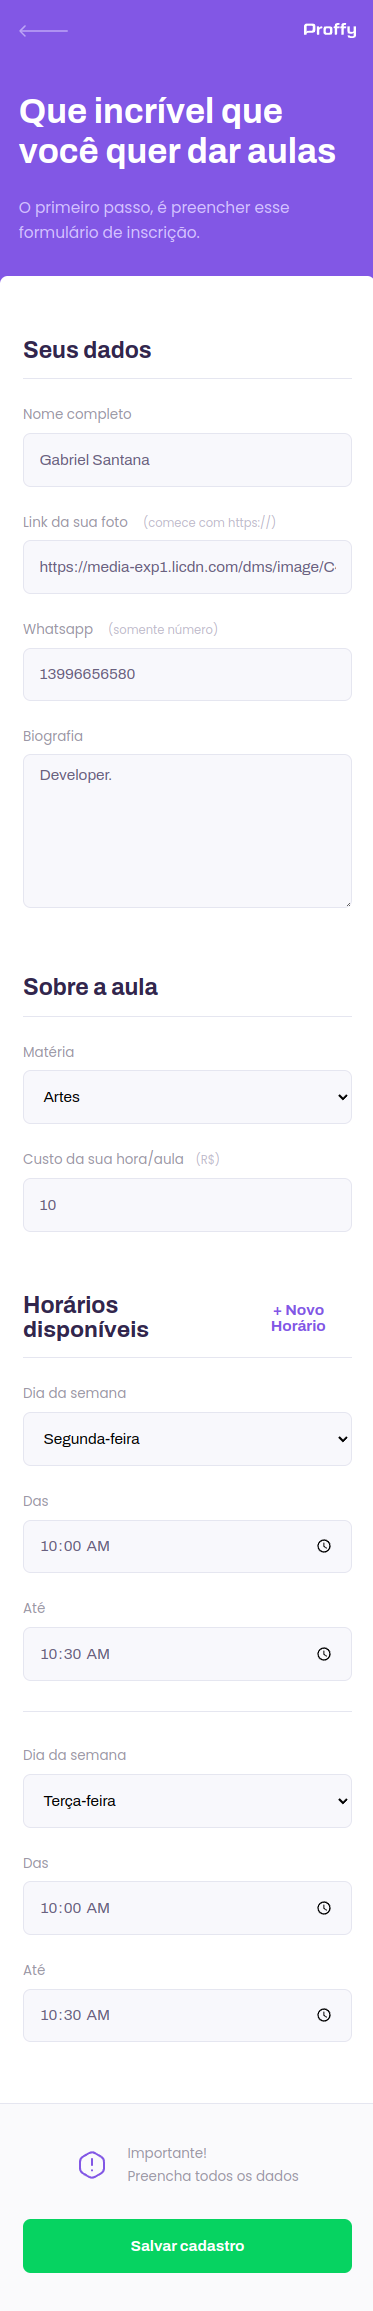 Proffy
Que incrível que
você quer dar aulas
O primeiro passo, é preencher esse
formulário de inscrição.
Seus dados
Nome completo
Gabriel Santana
Link da sua foto (comece com https://)
https://media-exp1.licdn.com/dms/image/C
Whatsapp (somente número)
13996656580
Biografia
Developer.
Sobre a aula
Matéria
Artes
Custo da sua hora/aula (R$)
10
Horários
disponíveis
+ Novo
Horário
Dia da semana
Segunda-feira
Das
10:00 AM
Até
10:30 AM
Dia da semana
Terça-feira
Das
10:00 AM
Até
10:30 AM
Importante!
Preencha todos os dados
Salvar cadastro